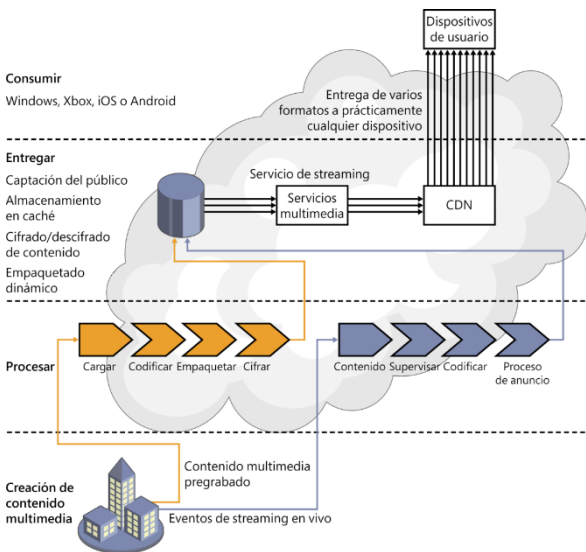 Dispositivos
de usuario
Consumir
Windows, Xbox, iOS o Android
Entrega de varios
formatos a prácticamente
cualquier dispositivo
Entregar
Captación del público
Almacenamiento
en caché
Cifrado/descifrado
de contenido
Empaquetado
dinámico
Servicio de streaming
Servicios
multimedia
CDN
Procesar
Cargar
Codificar
Empaquetar
Cifrar
Contenido
Supervisar
Codificar
Proceso
de anuncio
Creación de
contenido
multimedia
Contenido multimedia
pregrabado
Eventos de streaming en vivo